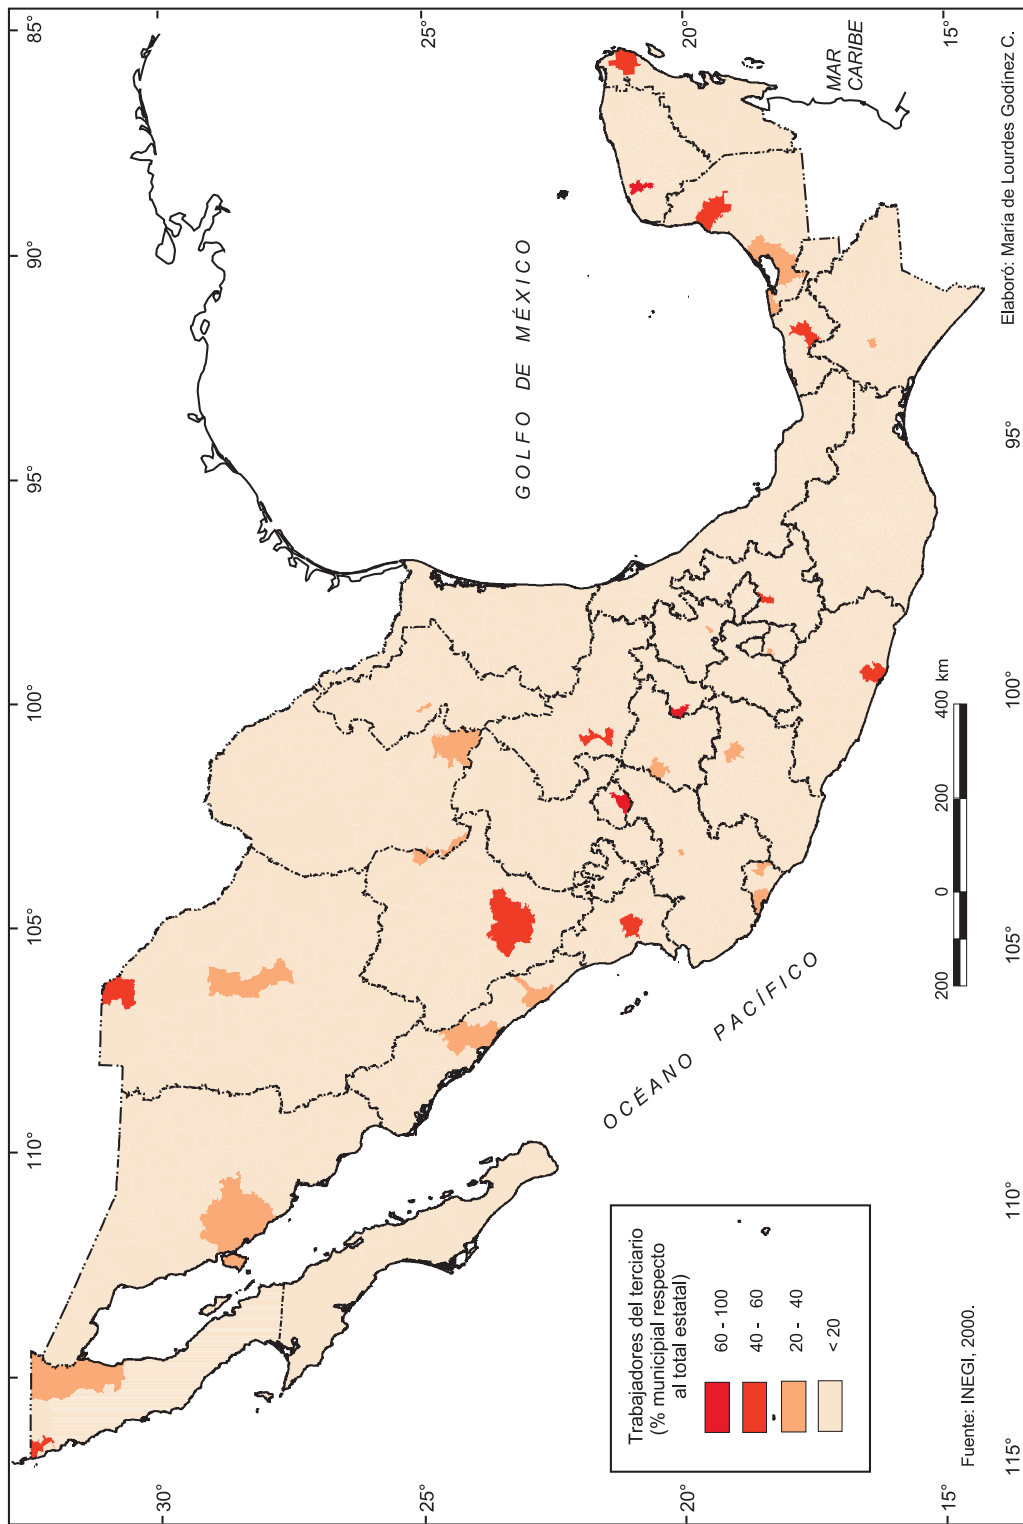 115°
110°
105°
100°
95°
90°
85°
30°
25°
20°
15°
30°
25°
20°
15°
GOLFO DE MÉXICO
MAR
CARIBE
OCÉANO PACÍFICO
Trabajadores del terciario
(% municipial respecto
al total estatal)
60 - 100
40 - 60
20 - 40
< 20
200
0
200
400 km
110°
105°
100°
95°
Fuente: INEGI, 2000.
Elaboró: María de Lourdes Godínez C.